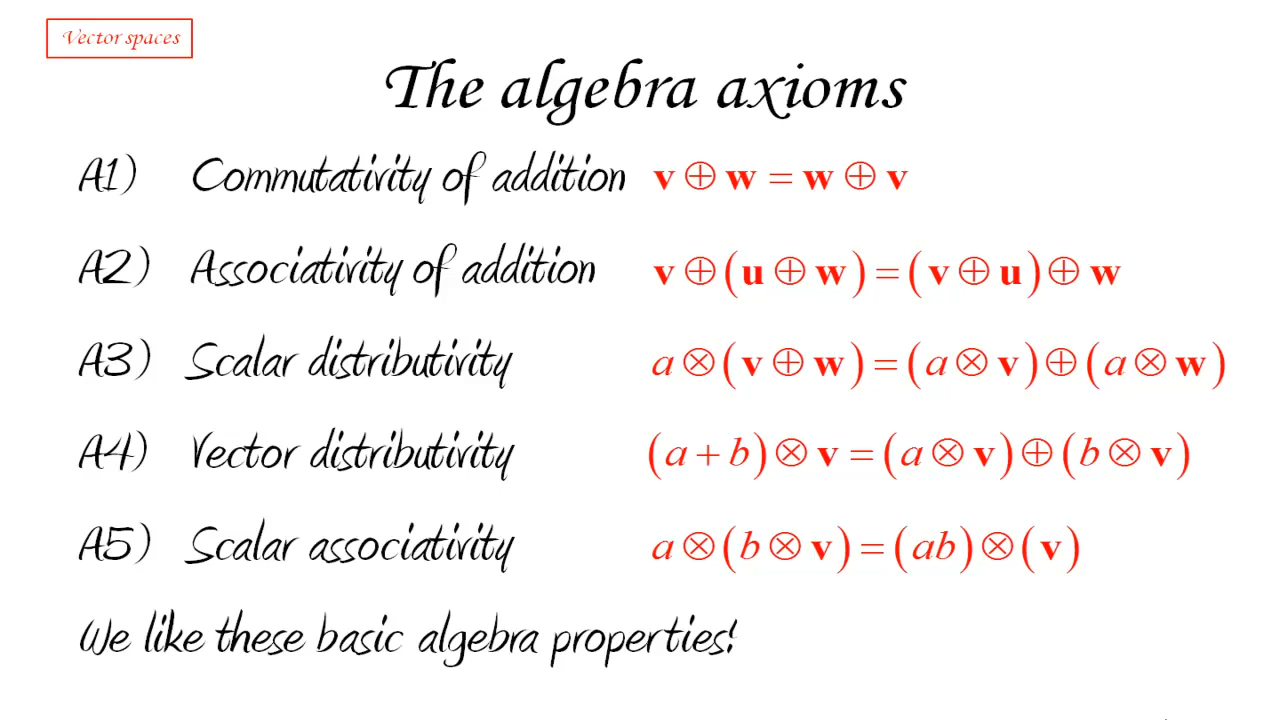 Vector spaces
The algebra axioms
A1) Commutativity of addition v ⊕ w = w ⊕ v
A2) Associativity of addition v ⊕ (u ⊕ w) = (v ⊕ u) ⊕ w
A3) Scalar distributivity a ⊗ (v ⊕ w) = (a ⊗ v) ⊕ (a ⊗ w)
A4) Vector distributivity (a + b) ⊗ v = (a ⊗ v) ⊕ (b ⊗ v)
A5) Scalar associativity a ⊗ (b ⊗ v) = (ab) ⊗ (v)
We like these basic algebra properties!